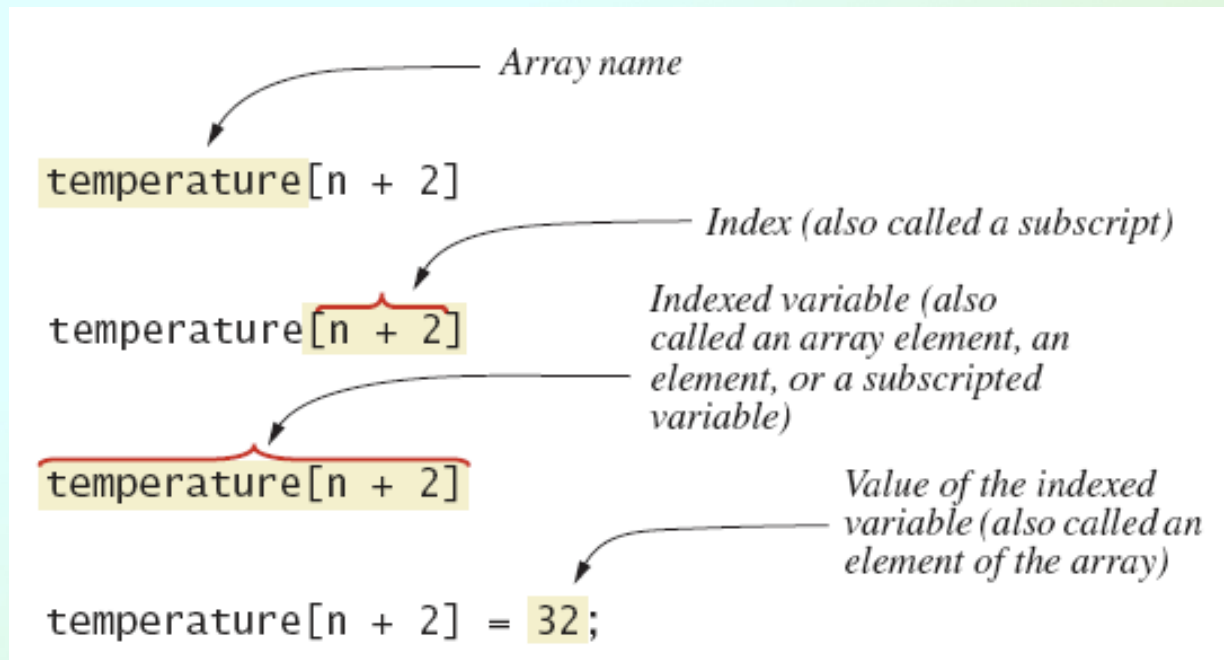 Array name
temperature[n + 2]
Index (also called a subscript)
temperature[n + 2]
Indexed variable (also
called an array element, an
element, or a subscripted
variable)
temperature[n + 2]
Value of the indexed
variable (also called an
element of the array)
temperature[n + 2] = 32;